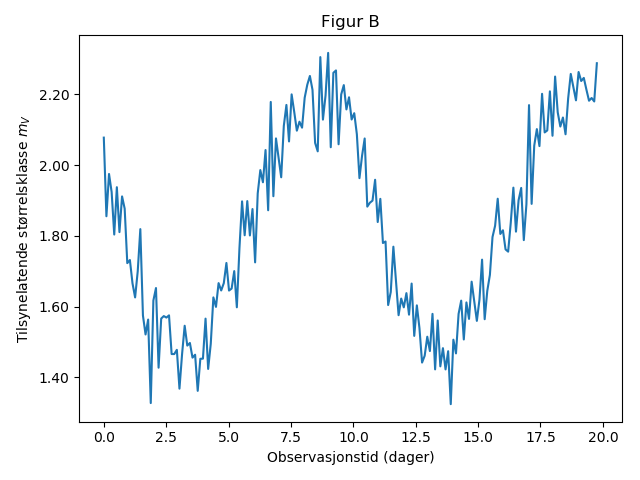 Figur B
Tilsynelatende størrelsklasse $m_V$
2.20
2.00
1.80
1.60
1.40
0.0 2.5 5.0 7.5 10.0 12.5 15.0 17.5 20.0
Observasjonstid (dager)